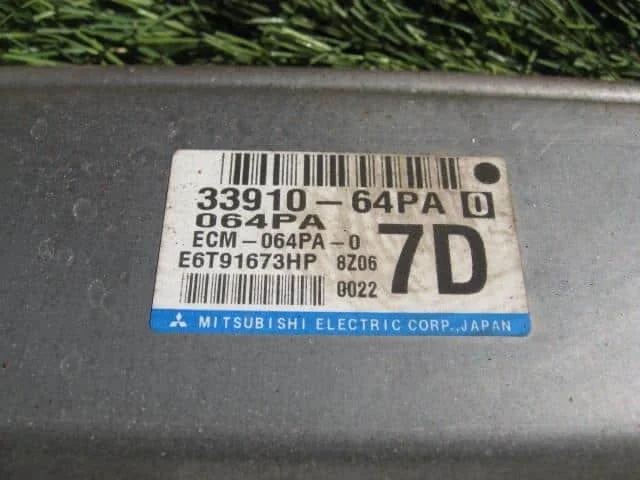 33910-64PA 0
064PA
ECM-064PA-0
E6T91673HP 8Z06
7D
0022
MITSUBISHI ELECTRIC CORP.,JAPAN